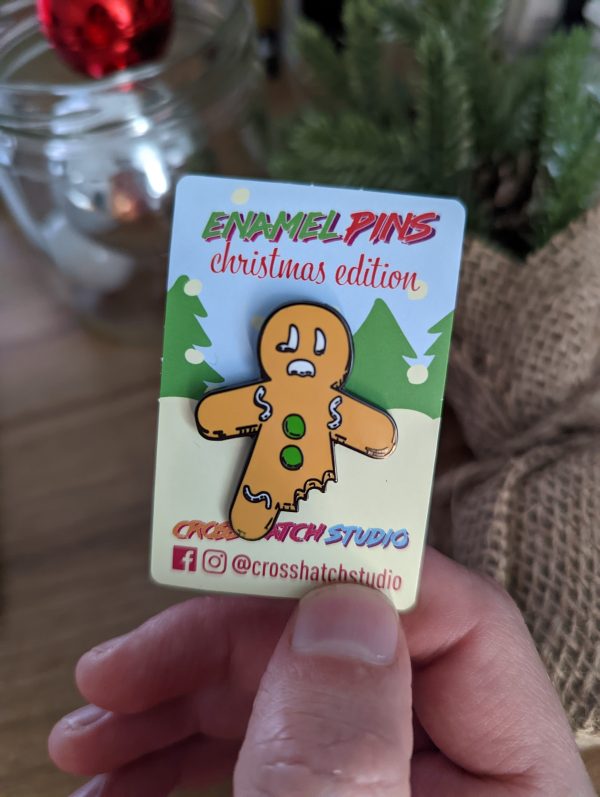 ENAMEL PINS
christmas edition
CROSSHATCH STUDIO
@crosshatchstudio